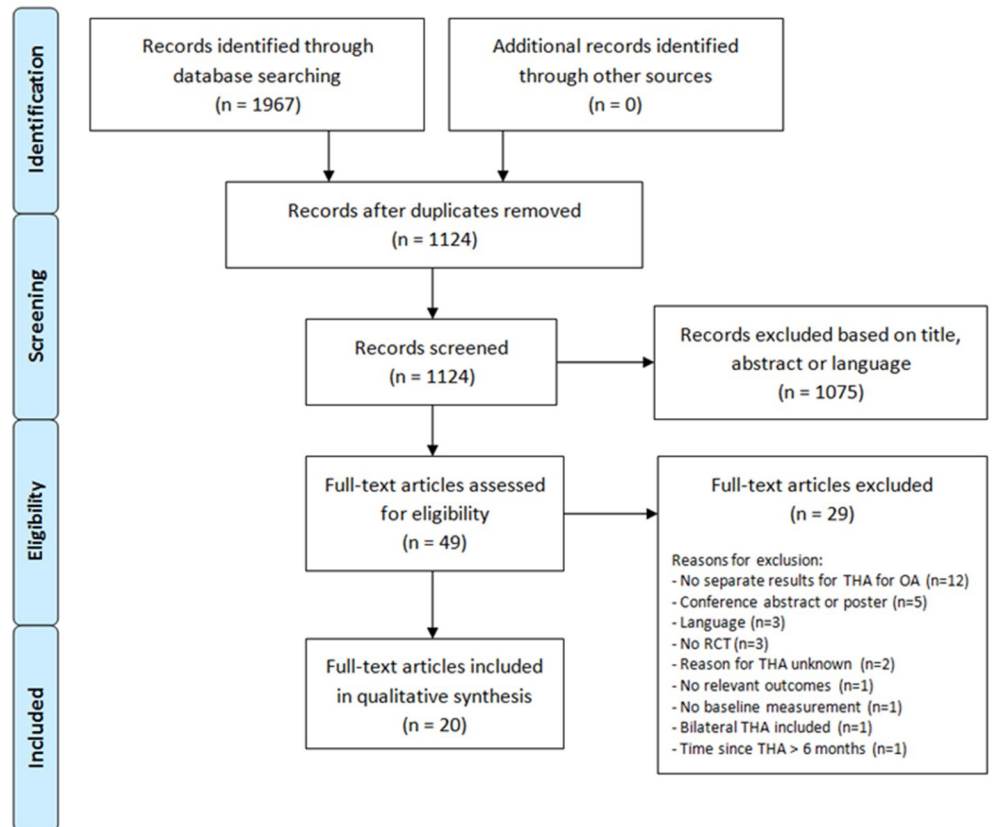 Identification
Records identified through
database searching
(n = 1967)
Additional records identified
through other sources
(n = 0)
Records after duplicates removed
(n = 1124)
Screening
Records screened
(n = 1124)
Records excluded based on title,
abstract or language
(n = 1075)
Eligibility
Full-text articles assessed
for eligibility
(n = 49)
Full-text articles excluded
(n = 29)
Reasons for exclusion:
- No separate results for THA for OA (n=12)
- Conference abstract or poster (n=5)
- Language (n=3)
- No RCT (n=3)
- Reason for THA unknown (n=2)
- No relevant outcomes (n=1)
- No baseline measurement (n=1)
- Bilateral THA included (n=1)
- Time since THA > 6 months (n=1)
Included
Full-text articles included
in qualitative synthesis
(n = 20)